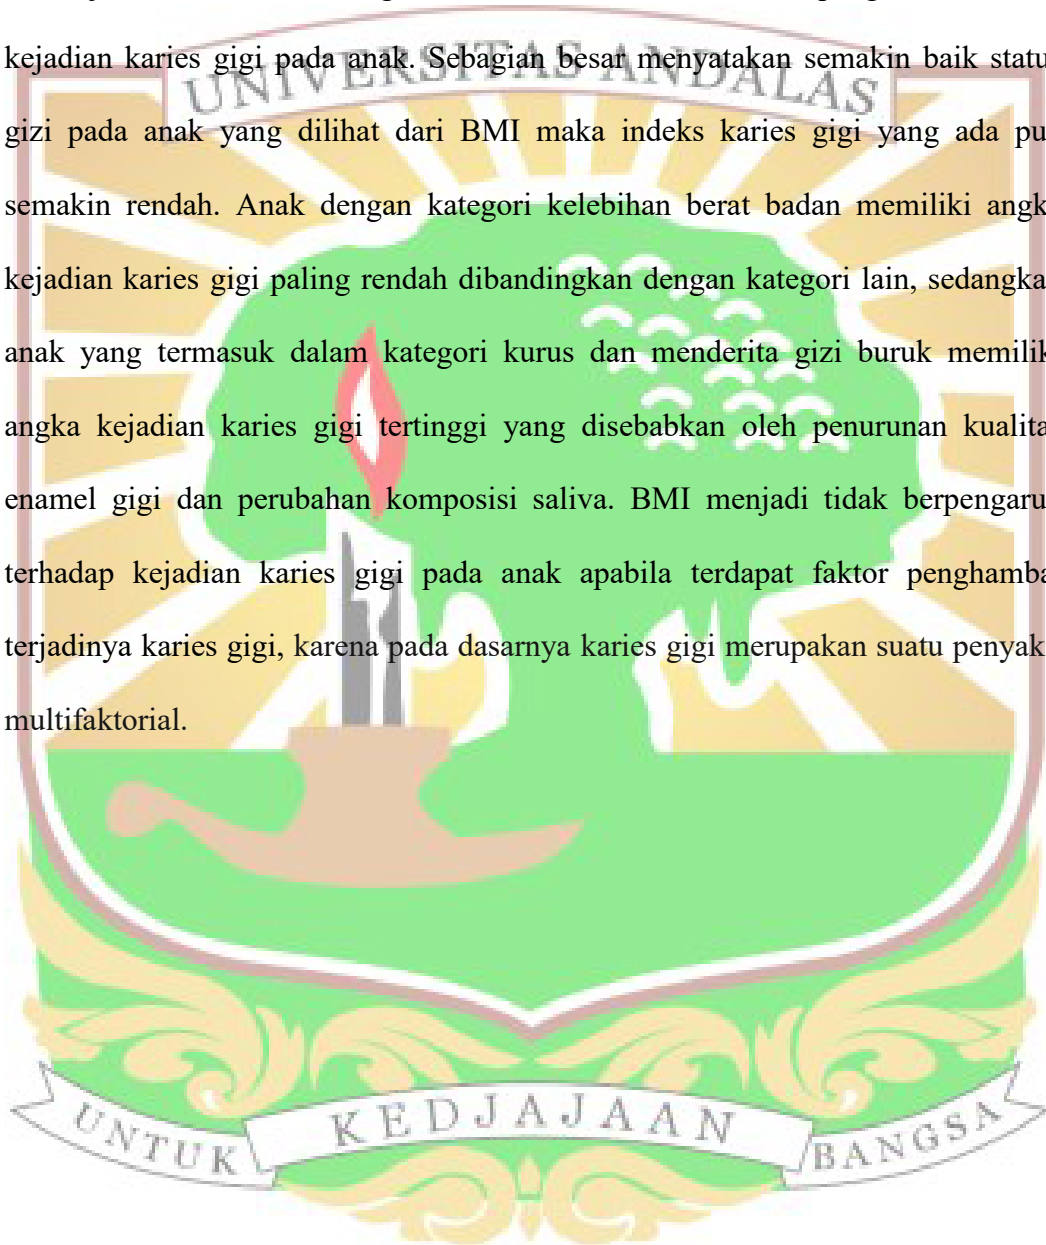 kejadian karies gigi pada anak. Sebagian besar menyatakan semakin baik statu
UNIVERSITAS ANDALAS
gizi pada anak yang dilihat dari BMI maka indeks karies gigi yang ada pu
semakin rendah. Anak dengan kategori kelebihan berat badan memiliki angk
kejadian karies gigi paling rendah dibandingkan dengan kategori lain, sedangka
anak yang termasuk dalam kategori kurus dan menderita gizi buruk memilik
angka kejadian karies gigi tertinggi yang disebabkan oleh penurunan kualita
enamel gigi dan perubahan komposisi saliva. BMI menjadi tidak berpengaru
terhadap kejadian karies gigi pada anak apabila terdapat faktor penghamba
terjadinya karies gigi, karena pada dasarnya karies gigi merupakan suatu penyak
multifaktorial.
UNTUK KEDJAJAAN BANGSA